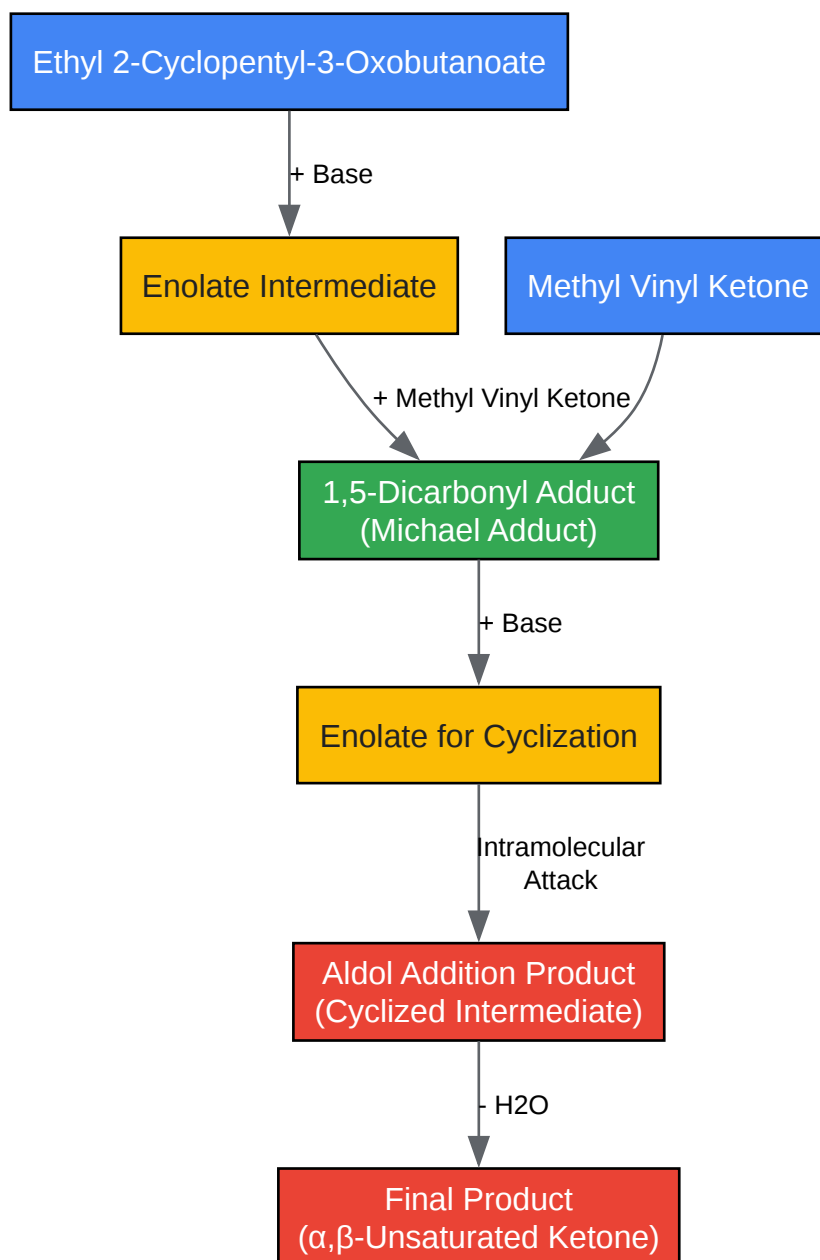 Ethyl 2-Cyclopentyl-3-Oxobutanoate
+ Base
Enolate Intermediate
Methyl Vinyl Ketone
+ Methyl Vinyl Ketone
1,5-Dicarbonyl Adduct
(Michael Adduct)
+ Base
Enolate for Cyclization
Intramolecular
Attack
Aldol Addition Product
(Cyclized Intermediate)
- H2O
Final Product
(α,β-Unsaturated Ketone)